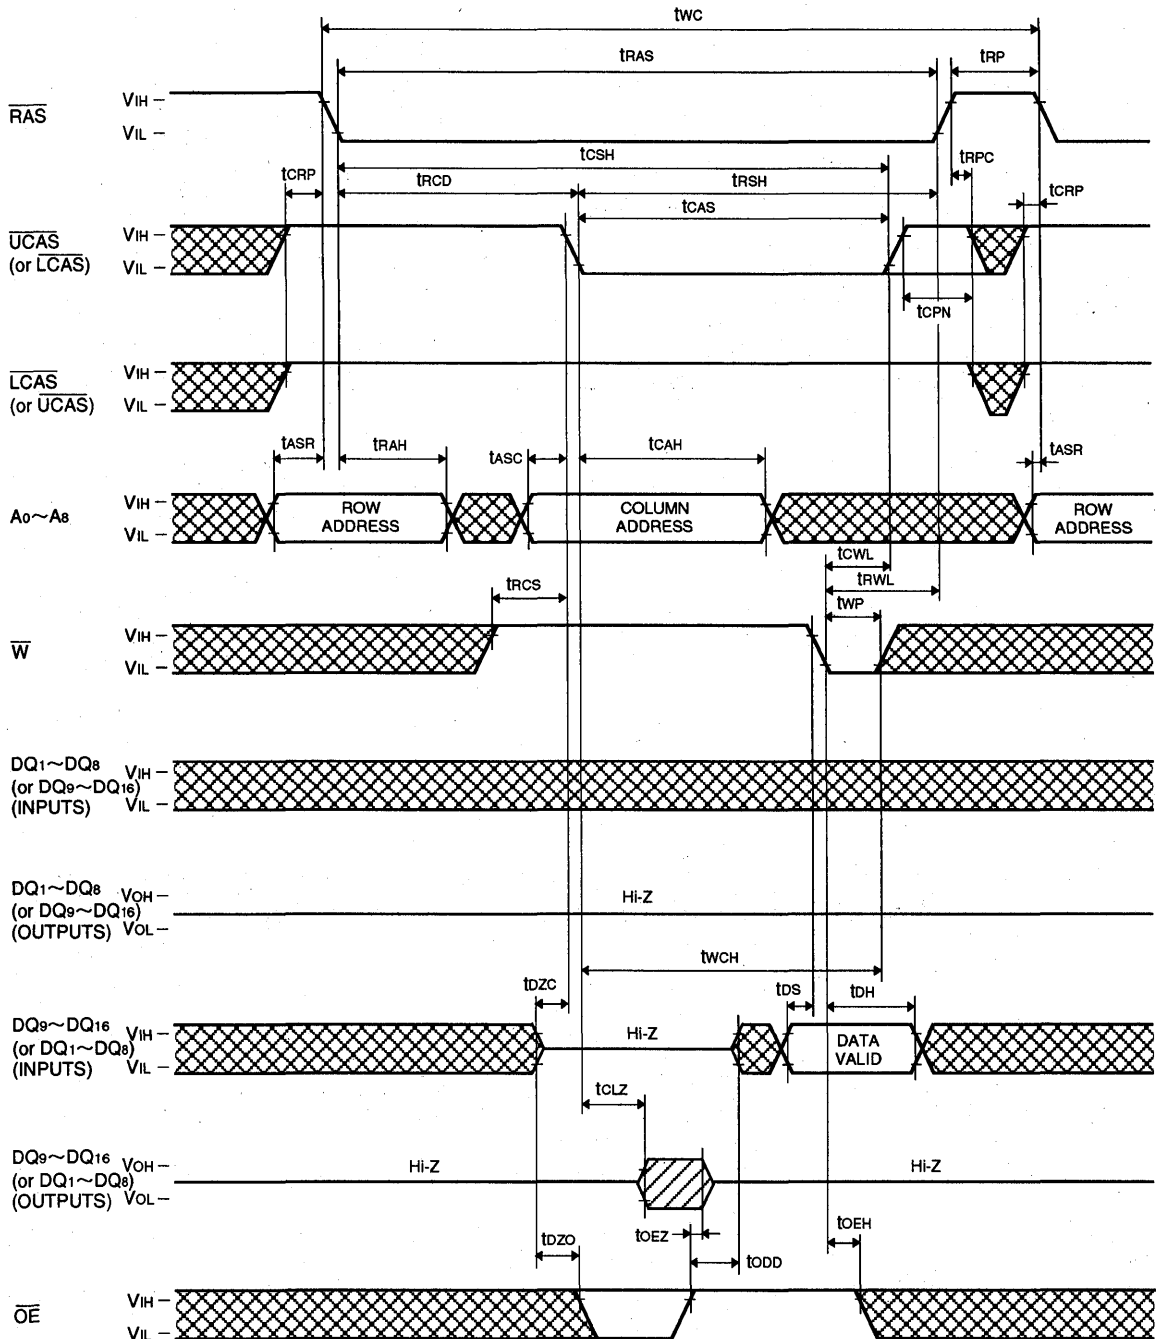 tWC
tRAS
tRP
RAS
VIH
VIL
tCSH
tRPC
tCRP
tRCD
tRSH
tCRP
tCAS
UCAS
(or LCAS)
VIH
VIL
tCPN
LCAS
(or UCAS)
VIH
VIL
tASR
tRAH
tASC
tCAH
tASR
A0~A8
VIH
VIL
ROW
ADDRESS
COLUMN
ADDRESS
ROW
ADDRESS
tCWL
tRWL
tRCS
tWP
W
VIH
VIL
DQ1~DQ8
(or DQ9~DQ16)
(INPUTS)
VIH
VIL
DQ1~DQ8
(or DQ9~DQ16)
(OUTPUTS)
VOH
VOL
Hi-Z
tWCH
tDZC
tDS
tDH
DQ9~DQ16
(or DQ1~DQ8)
(INPUTS)
VIH
VIL
Hi-Z
DATA
VALID
tCLZ
DQ9~DQ16
(or DQ1~DQ8)
(OUTPUTS)
VOH
VOL
Hi-Z
Hi-Z
tOEZ
tOEH
tDZO
tODD
OE
VIH
VIL